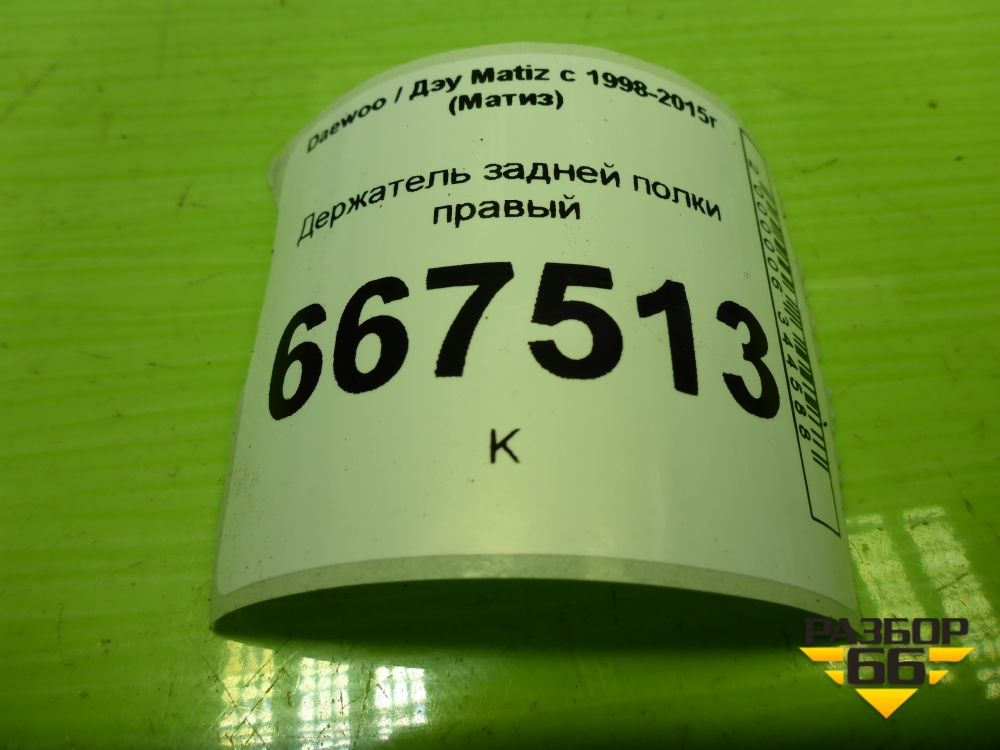 Daewoo / Дэу Matiz с 1998-2015г
(Матиз)
Держатель задней полки
правый
667513
К
РАЗБОР
66